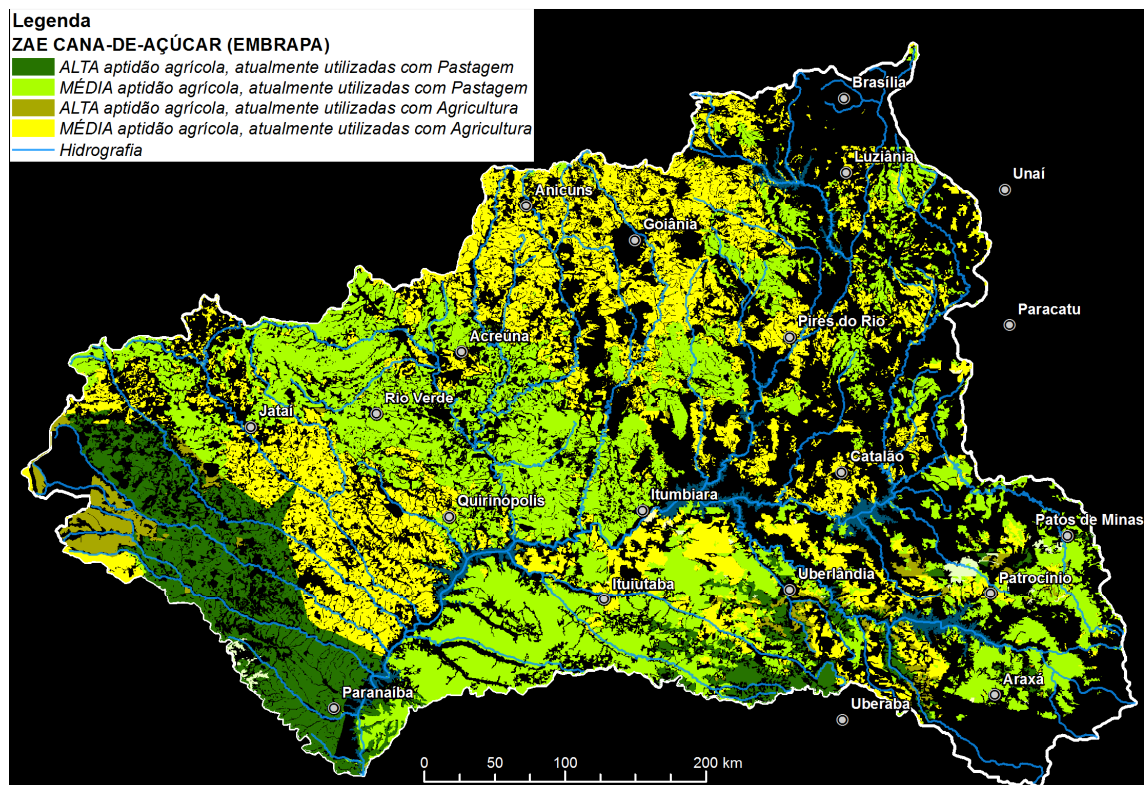 Legenda
ZAE CANA-DE-AÇÚCAR (EMBRAPA)
ALTA aptidão agrícola, atualmente utilizadas com Pastagem
MÉDIA aptidão agrícola, atualmente utilizadas com Pastagem
ALTA aptidão agrícola, atualmente utilizadas com Agricultura
MÉDIA aptidão agrícola, atualmente utilizadas com Agricultura
Hidrografia
Brasília
Luziânia
Unaí
Anicuns
Goiânia
Paracatu
Pires do Rio
Acreúna
Rio Verde
Jataí
Catalão
Quirinópolis
Itumbiara
Patos de Minas
Ituiutaba
Uberlândia
Patrocínio
Paranaíba
Araxá
Uberaba
0 50 100 200 km